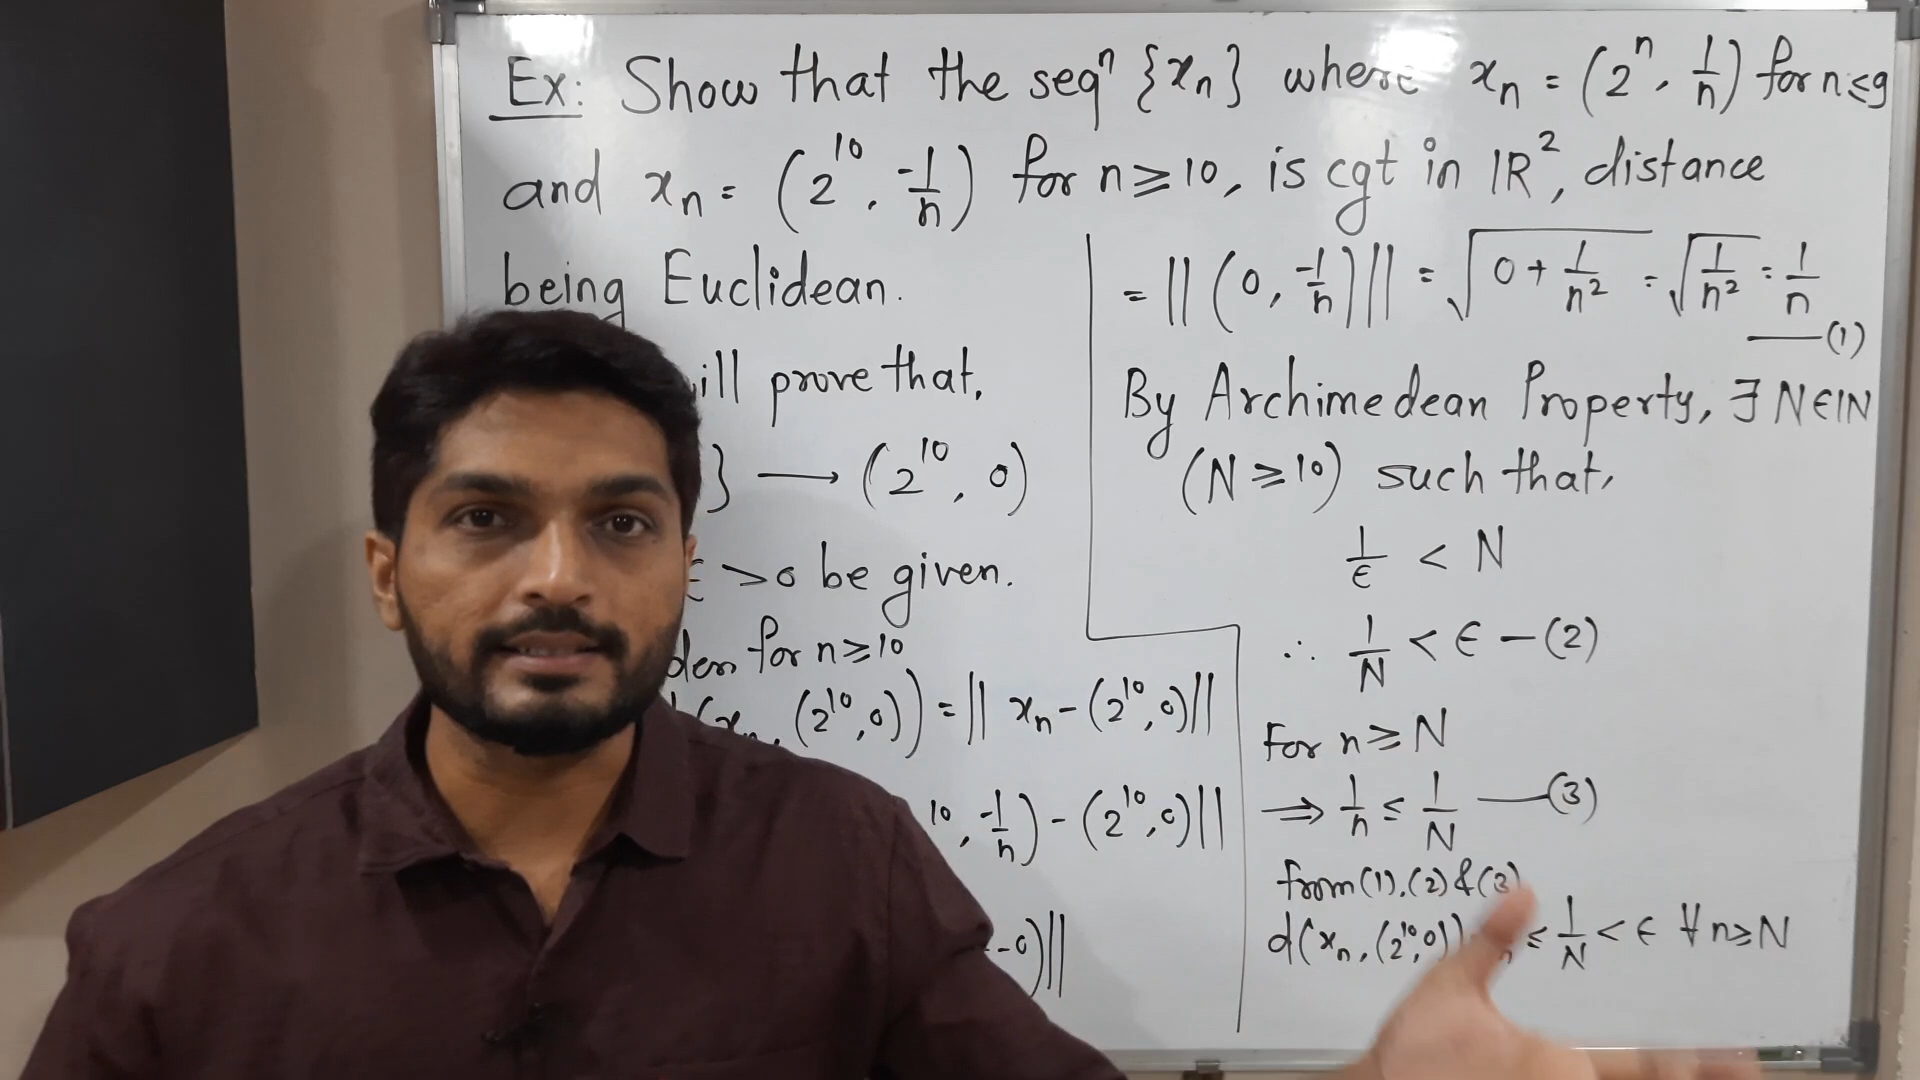 Ex: Show that the seqⁿ {xₙ} where xₙ = (2ⁿ, 1/n) for n ≤ 9
and xₙ = (2¹⁰, -1/n) for n ≥ 10, is cgt in ℝ², distance
being Euclidean.
prove that,
} ⟶ (2¹⁰, 0)
ϵ > 0 be given.
for n ≥ 10
(xₙ, (2¹⁰, 0)) = || xₙ - (2¹⁰, 0) ||
¹⁰, -1/n) - (2¹⁰, 0) ||
-0) ||
= || (0, -1/n) || = √(0 + 1/n²) = √(1/n²) = 1/n
—(1)
By Archimedean Property, ∃ N ∈ ℕ
(N ≥ 10) such that,
1/ϵ < N
∴ 1/N < ϵ — (2)
For n ≥ N
⟹ 1/n ≤ 1/N —(3)
from (1), (2) & (3)
d(xₙ, (2¹⁰, 0)) ≤ 1/N < ϵ ∀ n ≥ N